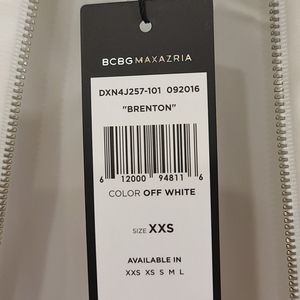 BCBGMAXAZRIA
DXN4J257-101 092016
"BRENTON"
6 12000 94811 6
COLOR OFF WHITE
SIZE XXS
AVAILABLE IN
XXS XS S M L